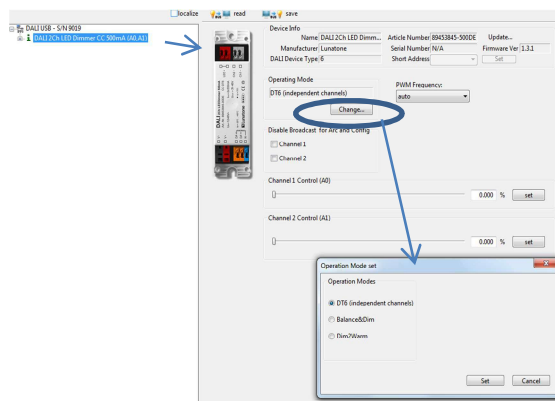 localize read save
DALI USB - S/N 9019
DALI 2Ch LED Dimmer CC 500mA (A0,A1)
Device Info
Name DALI 2Ch LED Dimm... Article Number 89453845-500DE Update...
Manufacturer Lunatone Serial Number N/A Firmware Ver 1.3.1
DALI Device Type 6 Short Address Set
Operating Mode
DT6 (independent channels)
Change...
PWM Frequency:
auto
Disable Broadcast for Arc and Config
Channel 1
Channel 2
Channel 1 Control (A0)
0.000 % set
Channel 2 Control (A1)
0.000 % set
Operation Mode set
Operation Modes
DT6 (independent channels)
Balance&Dim
Dim2Warm
Set Cancel